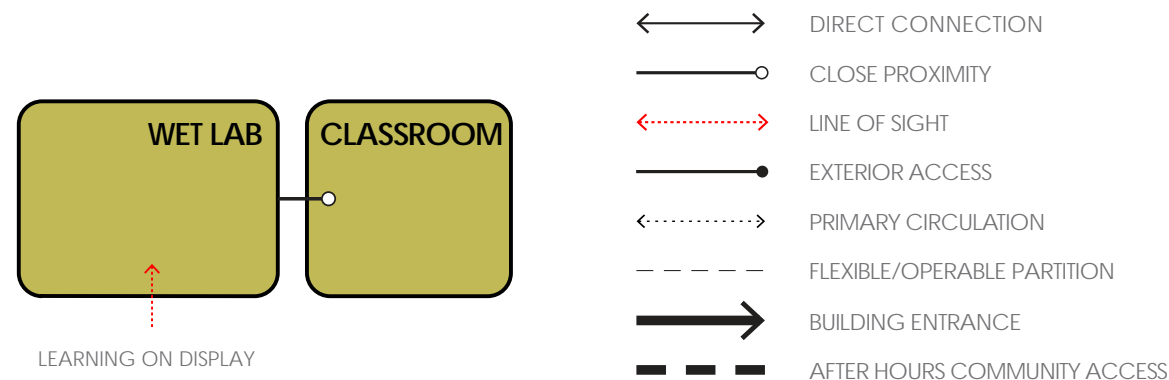 WET LAB
CLASSROOM
LEARNING ON DISPLAY
DIRECT CONNECTION
CLOSE PROXIMITY
LINE OF SIGHT
EXTERIOR ACCESS
PRIMARY CIRCULATION
FLEXIBLE/OPERABLE PARTITION
BUILDING ENTRANCE
AFTER HOURS COMMUNITY ACCESS